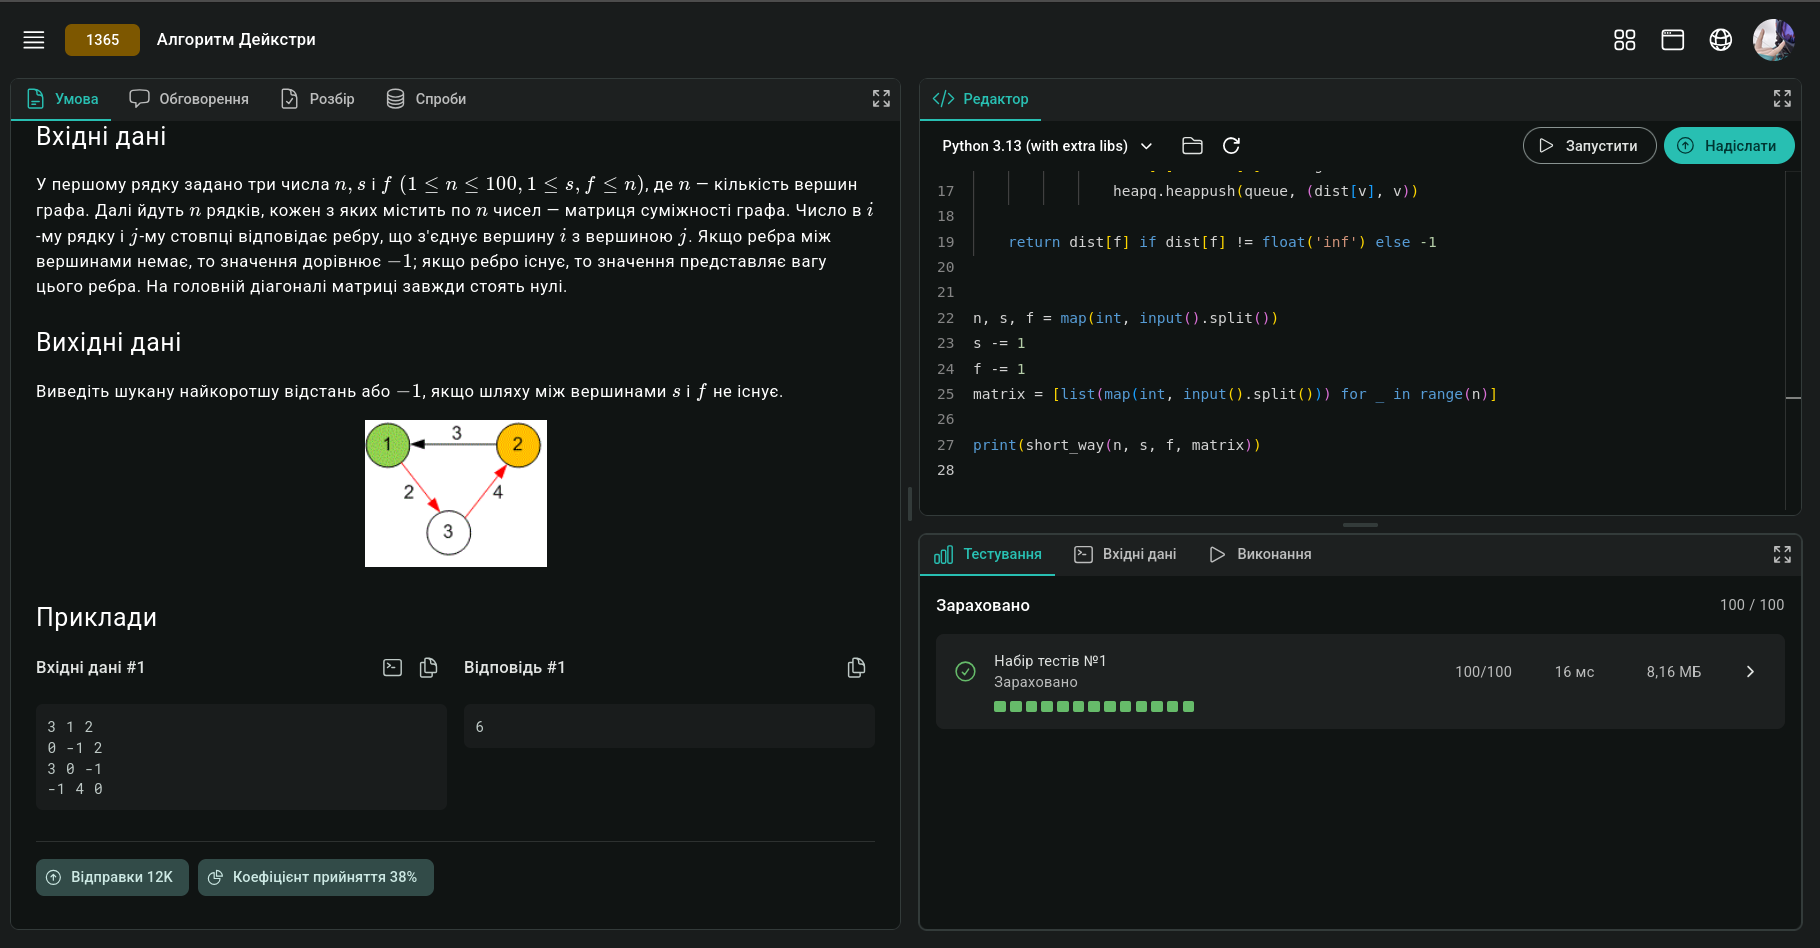 1365
Алгоритм Дейкстри
Умова
Обговорення
Розбір
Спроби
Вхідні дані
У першому рядку задано три числа n, s і f (1 ≤ n ≤ 100, 1 ≤ s, f ≤ n), де n — кількість вершин
графа. Далі йдуть n рядків, кожен з яких містить по n чисел — матриця суміжності графа. Число в i
-му рядку і j-му стовпці відповідає ребру, що з'єднує вершину i з вершиною j. Якщо ребра між
вершинами немає, то значення дорівнює −1; якщо ребро існує, то значення представляє вагу
цього ребра. На головній діагоналі матриці завжди стоять нулі.
Вихідні дані
Виведіть шукану найкоротшу відстань або −1, якщо шляху між вершинами s і f не існує.
1
3
2
2
4
3
Приклади
Вхідні дані #1
Відповідь #1
3 1 2
0 -1 2
3 0 -1
-1 4 0
6
Відправки 12K
Коефіцієнт прийняття 38%
Редактор
Python 3.13 (with extra libs)
Запустити
Надіслати
17 heapq.heappush(queue, (dist[v], v))
18
19 return dist[f] if dist[f] != float('inf') else -1
20
21
22 n, s, f = map(int, input().split())
23 s -= 1
24 f -= 1
25 matrix = [list(map(int, input().split())) for _ in range(n)]
26
27 print(short_way(n, s, f, matrix))
28
Тестування
Вхідні дані
Виконання
Зараховано
100 / 100
Набір тестів №1
Зараховано
100/100
16 мс
8,16 МБ